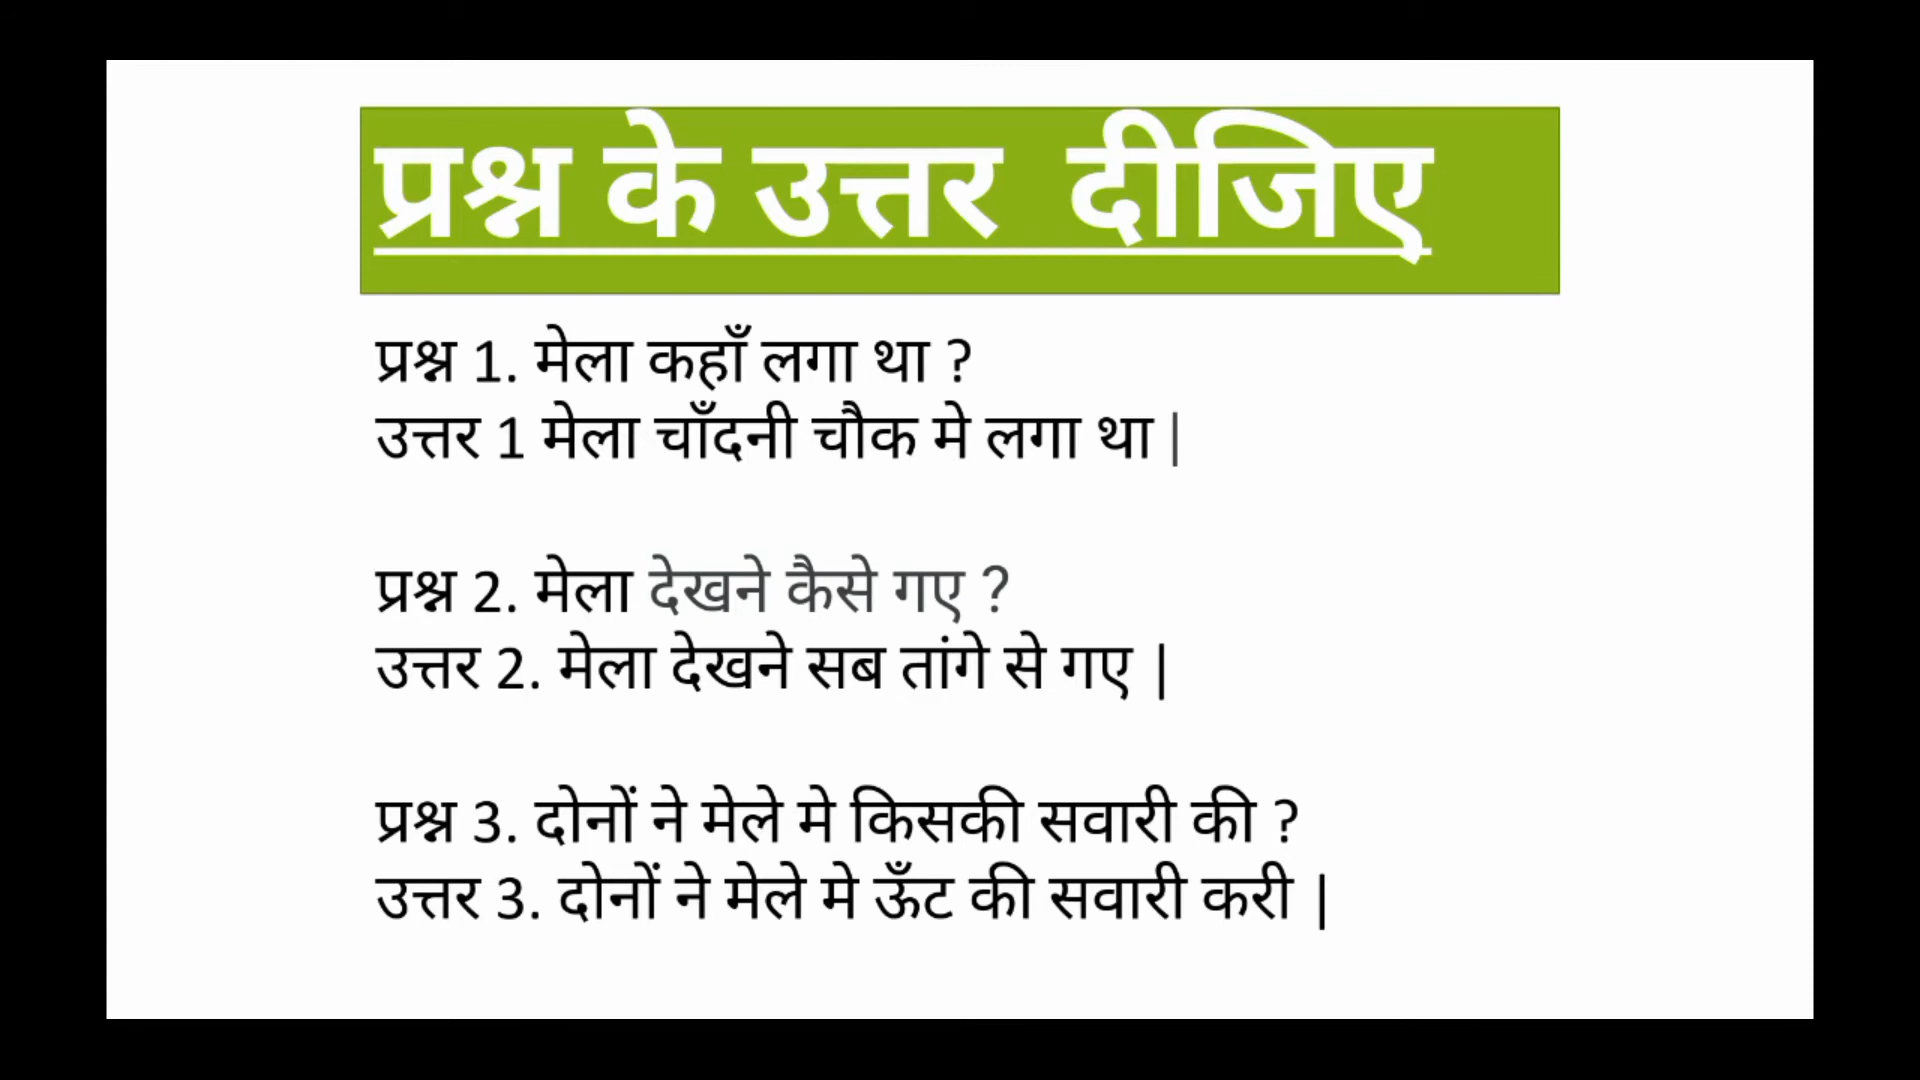 प्रश्न के उत्तर  दीजिए
प्रश्न 1. मेला कहाँ लगा था ?
उत्तर 1 मेला चाँदनी चौक मे लगा था |
प्रश्न 2. मेला देखने कैसे गए ?
उत्तर 2. मेला देखने सब तांगे से गए |
प्रश्न 3. दोनों ने मेले मे किसकी सवारी की ?
उत्तर 3. दोनों ने मेले मे ऊँट की सवारी करी |